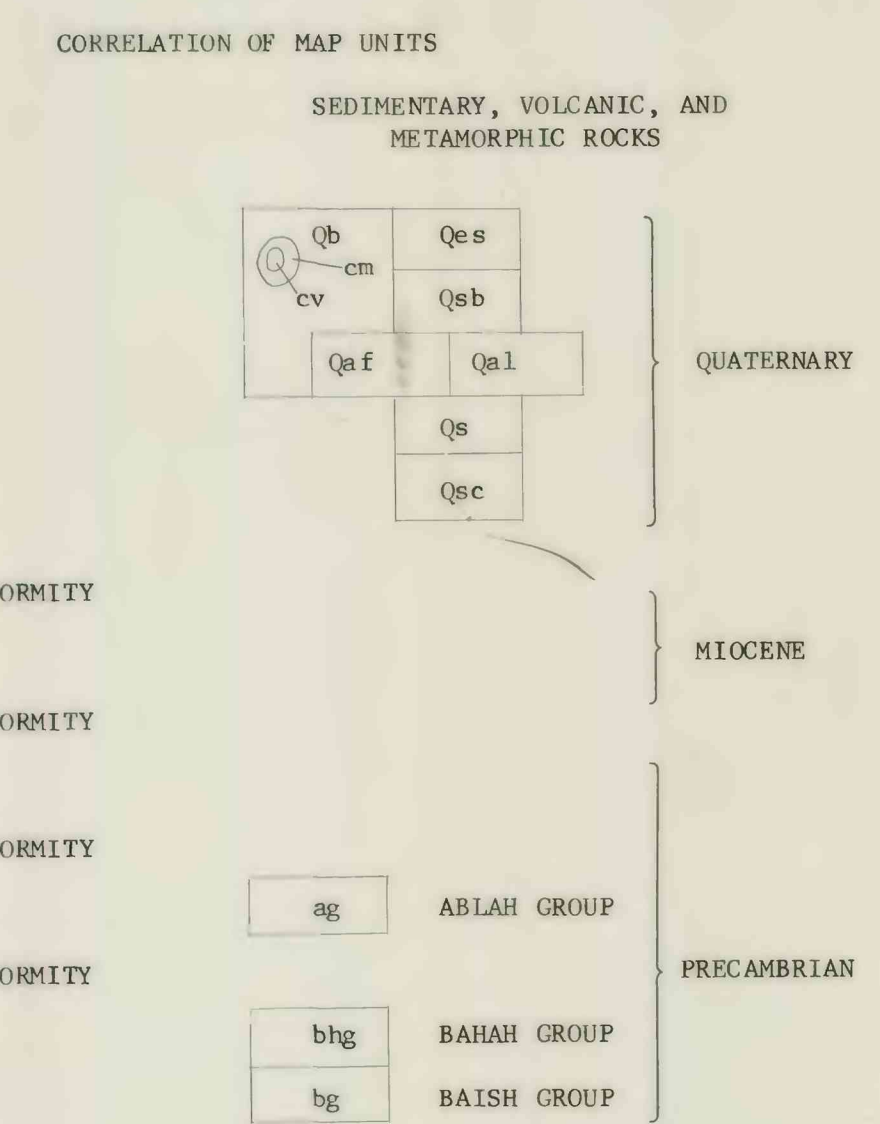 CORRELATION OF MAP UNITS
SEDIMENTARY, VOLCANIC, AND
METAMORPHIC ROCKS
Qb
Qes
cm
cv
Qsb
Qaf
Qal
QUATERNARY
Qs
Qsc
ORMITY
MIOCENE
ORMITY
ORMITY
ag
ABLAH GROUP
ORMITY
PRECAMBRIAN
bhg
BAHAH GROUP
bg
BAISH GROUP